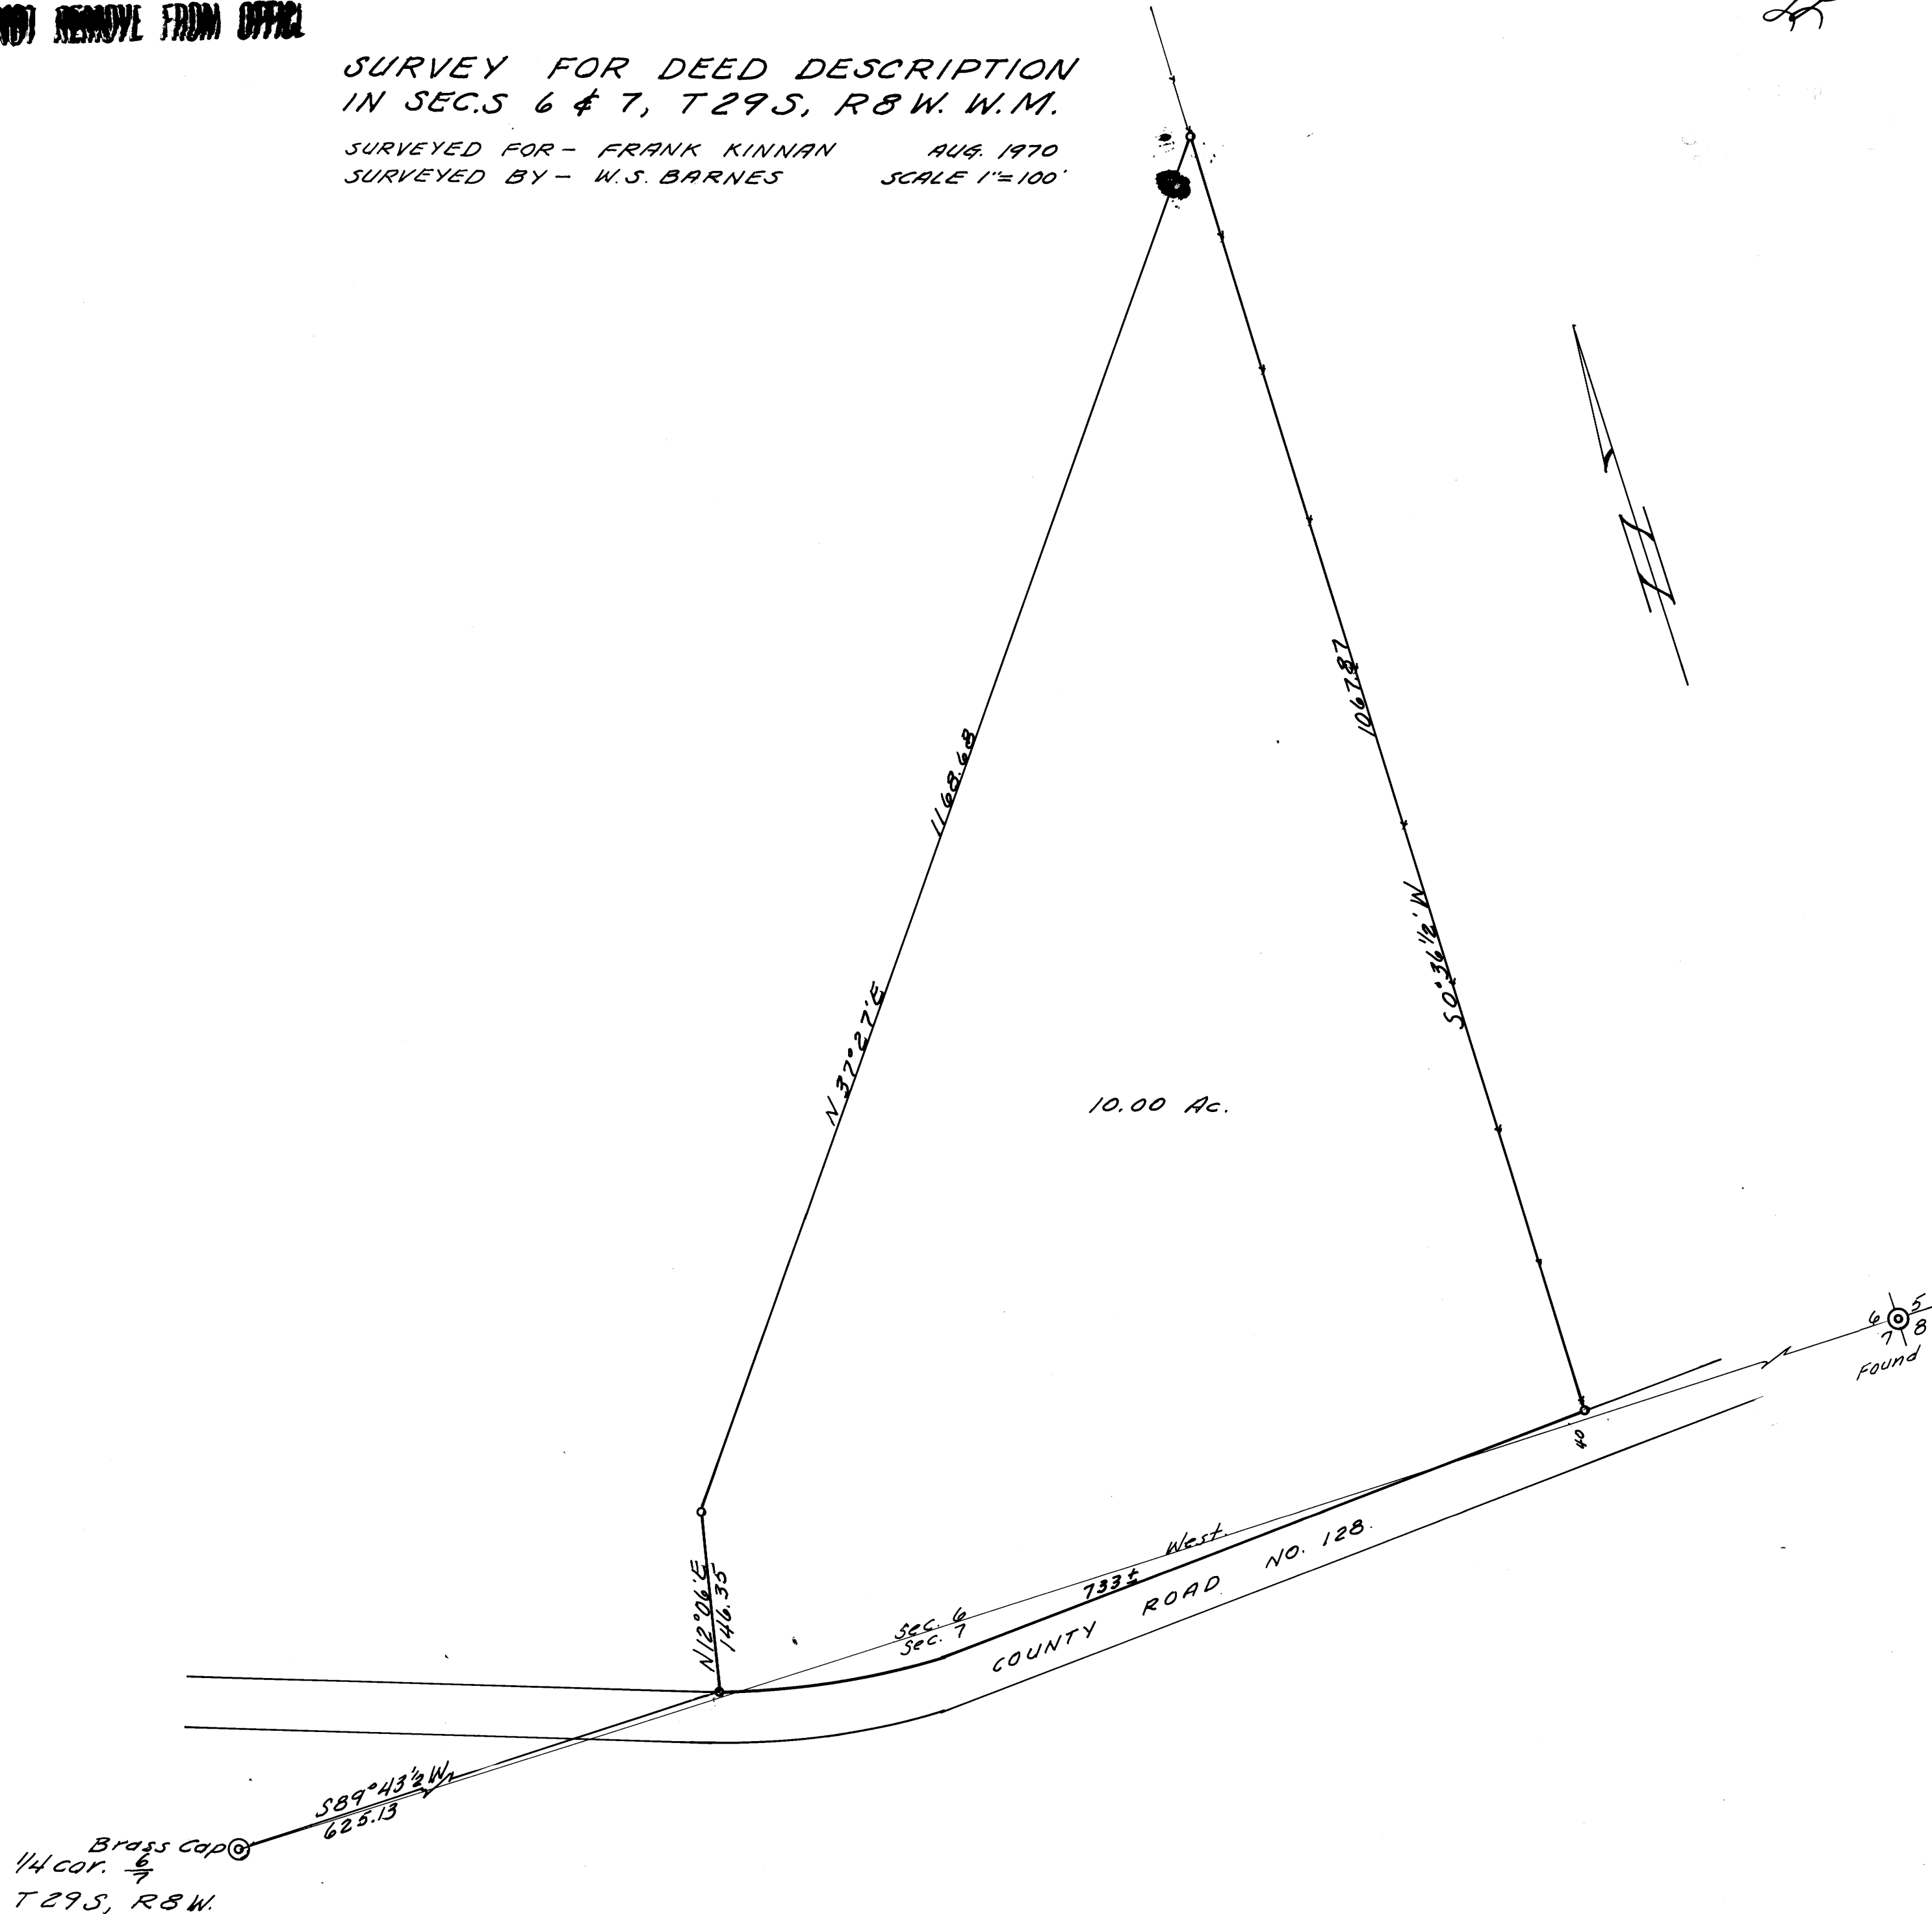 NOT REMOVE FROM OFFICE
SURVEY FOR DEED DESCRIPTION
IN SEC.S 6 & 7, T29S, R8W. W.M.
SURVEYED FOR - FRANK KINNAN AUG. 1970
SURVEYED BY - W.S. BARNES SCALE 1"=100'
1067.87
1168.68
S0°36½'W
N37°27'E
10.00 Ac.
6 5
7 8
Found
40
West.
NO. 128.
733±
ROAD
N12°06'E
146.35
Sec. 6
Sec. 7
COUNTY
S89°43½'W
625.13
Brass Cap
1/4 cor. 6/7
T29S, R8W.